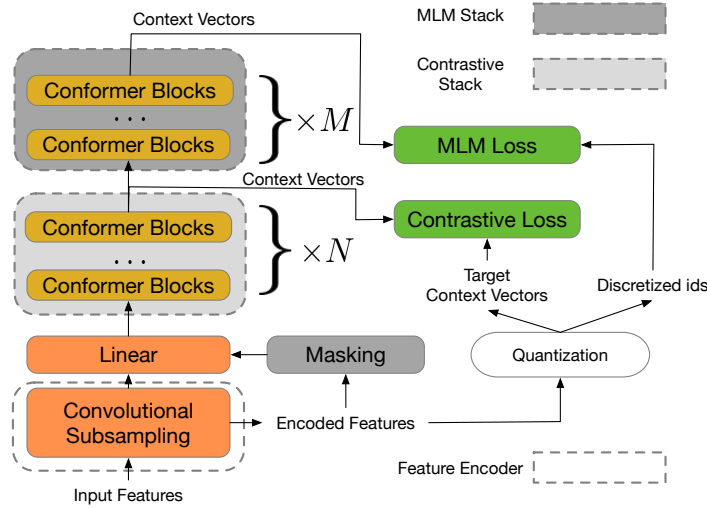 Context Vectors
MLM Stack
Contrastive
Stack
Conformer Blocks
...
Conformer Blocks
} × M
MLM Loss
Context Vectors
Conformer Blocks
...
Conformer Blocks
} × N
Contrastive Loss
Target
Context Vectors
Discretized ids
Linear
Masking
Quantization
Convolutional
Subsampling
Encoded Features
Feature Encoder
Input Features